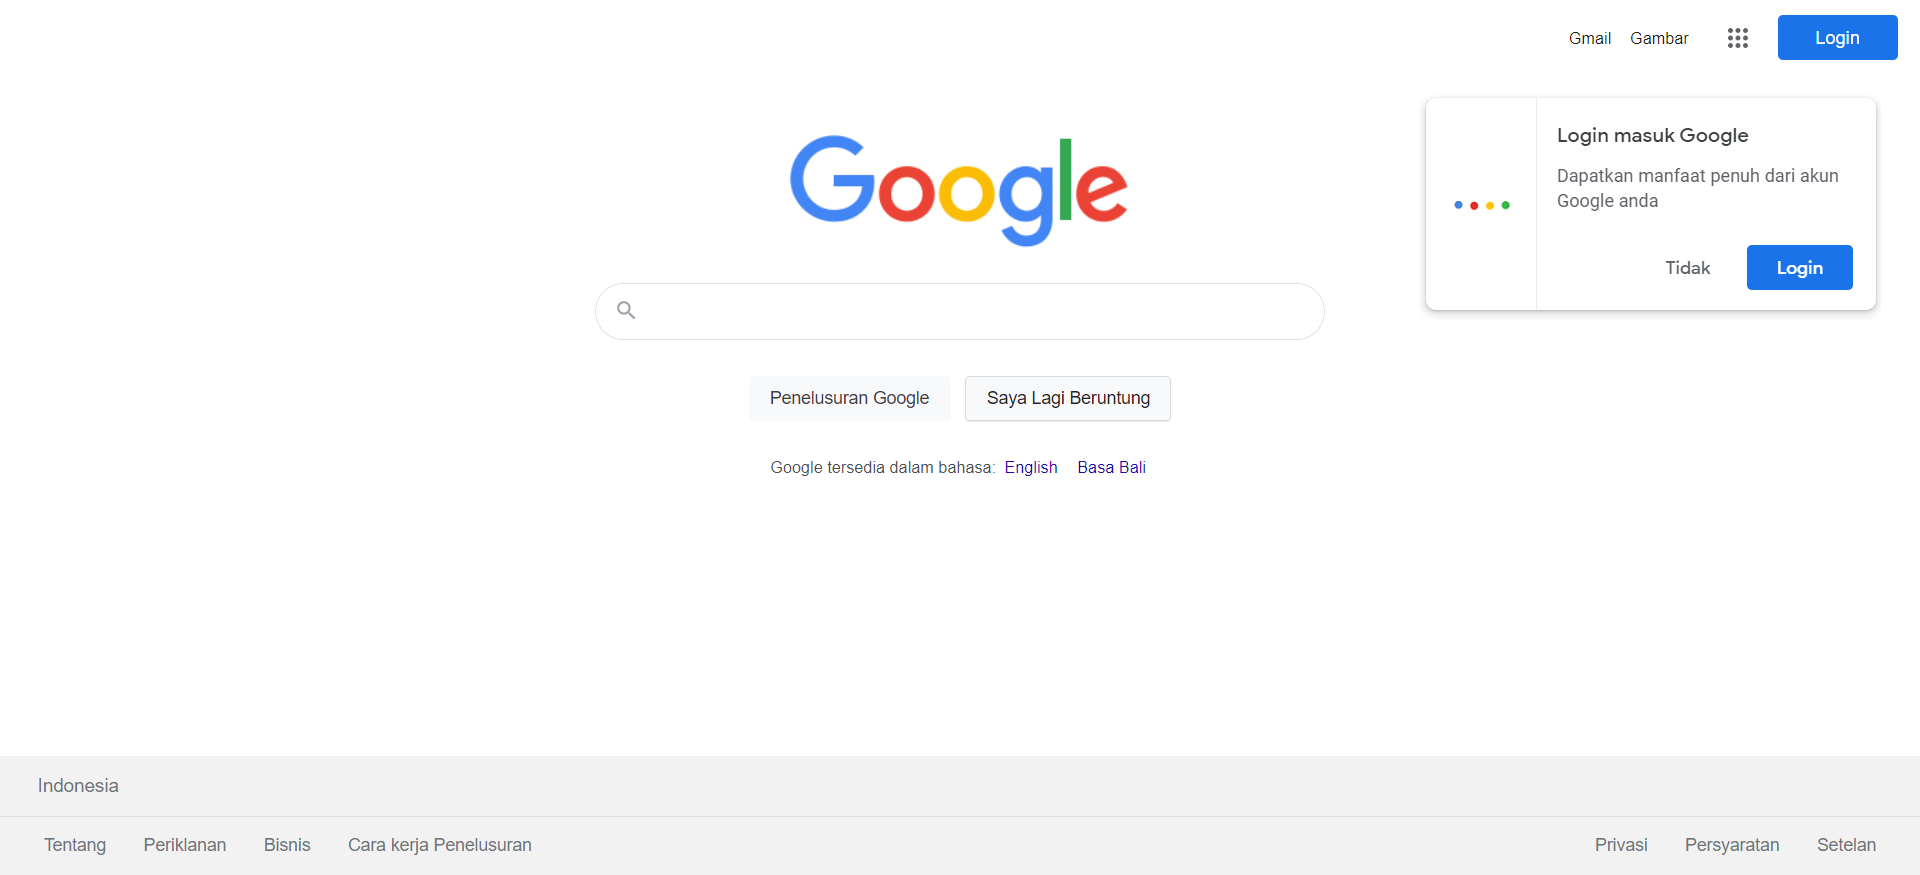 Gmail Gambar Login
Google
Login masuk Google
Dapatkan manfaat penuh dari akun
Google anda
Tidak Login
Penelusuran Google Saya Lagi Beruntung
Google tersedia dalam bahasa: English Basa Bali
Indonesia
Tentang Periklanan Bisnis Cara kerja Penelusuran Privasi Persyaratan Setelan